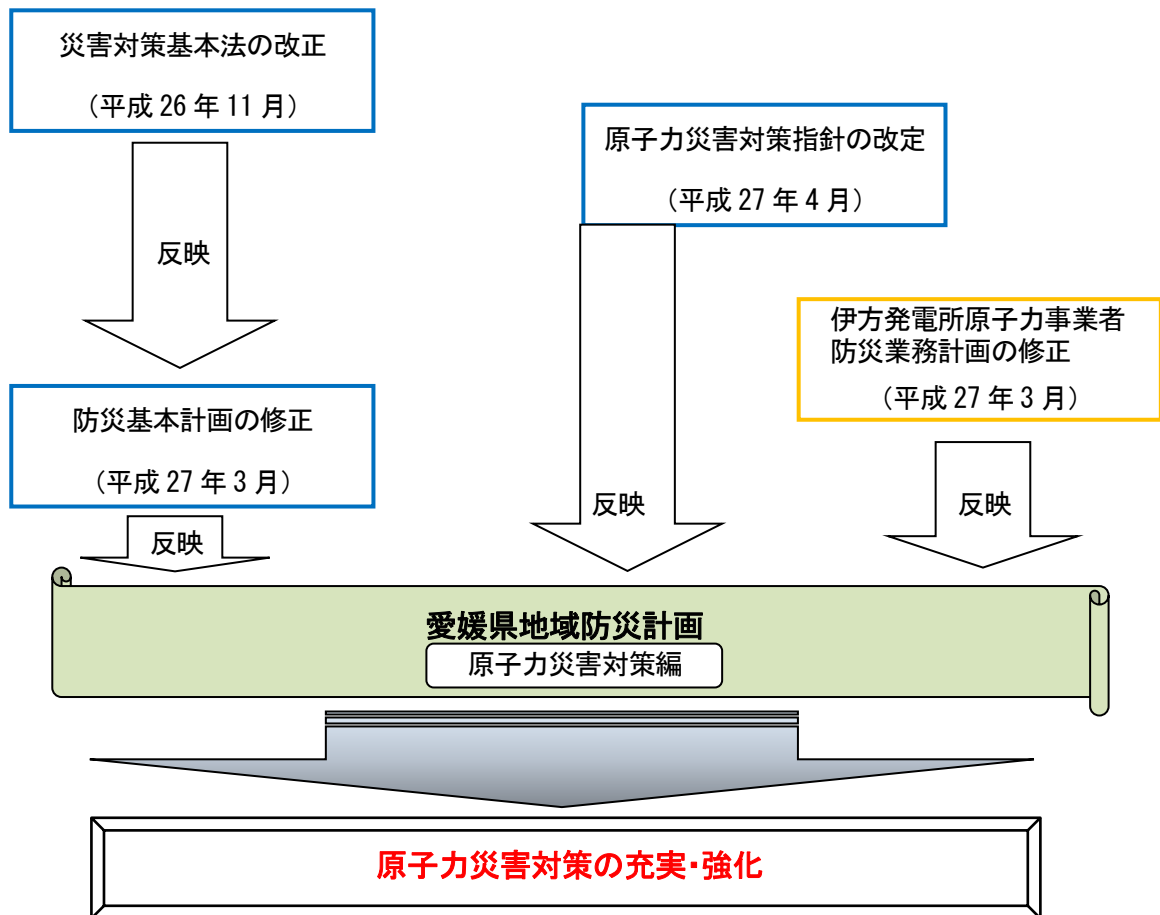 災害対策基本法の改正
（平成 26 年 11 月）
反映
防災基本計画の修正
（平成 27 年 3 月）
反映
原子力災害対策指針の改定
（平成 27 年 4 月）
反映
伊方発電所原子力事業者
防災業務計画の修正
（平成 27 年 3 月）
反映
愛媛県地域防災計画
原子力災害対策編
原子力災害対策の充実・強化